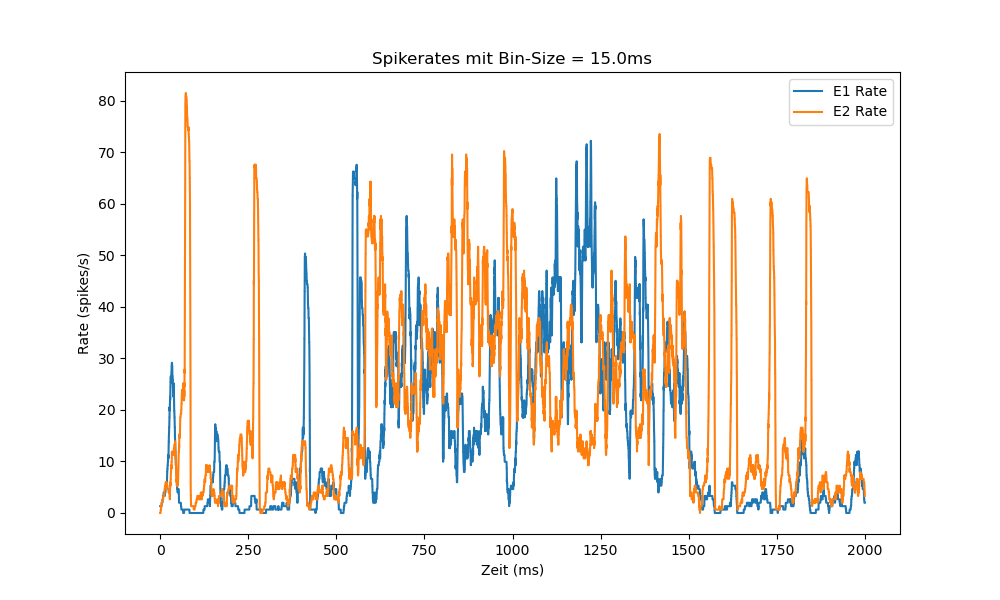 Spikerates mit Bin-Size = 15.0ms
E1 Rate
E2 Rate
80
70
60
50
40
30
20
10
0
Rate (spikes/s)
0 250 500 750 1000 1250 1500 1750 2000
Zeit (ms)